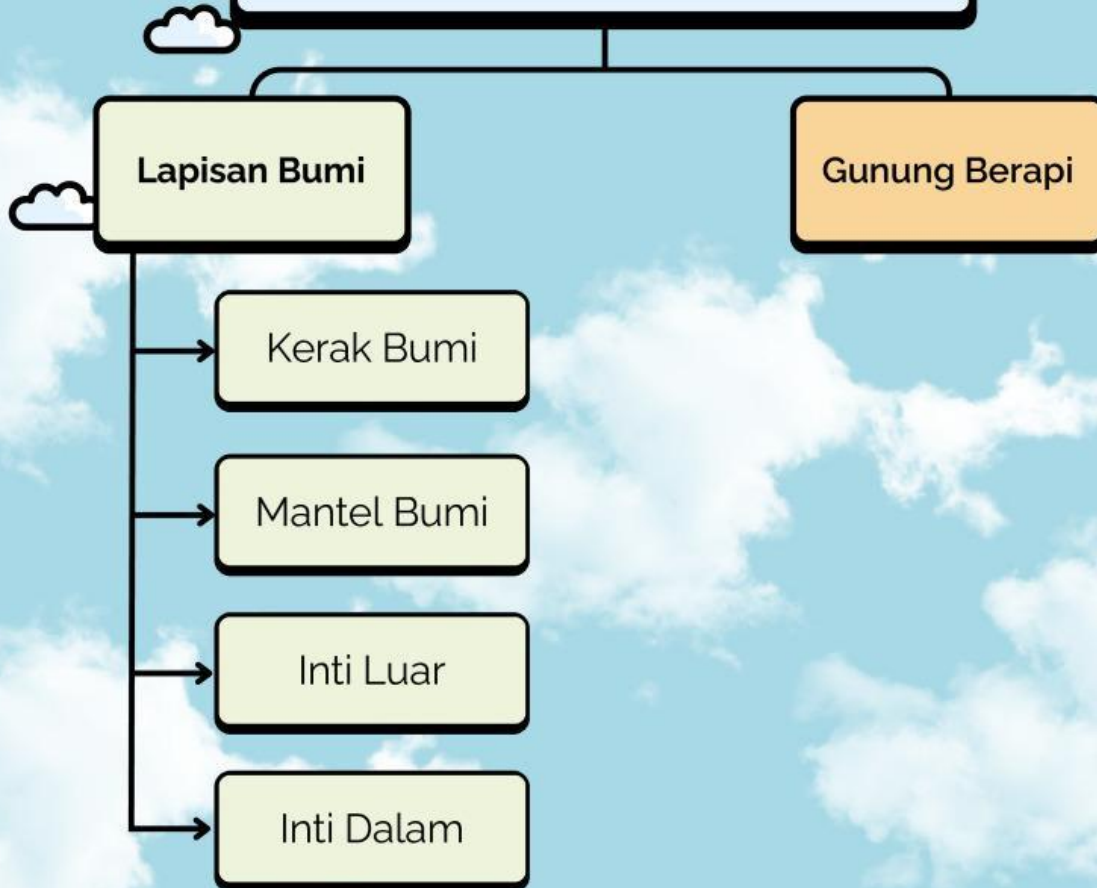 Lapisan Bumi
Gunung Berapi
Kerak Bumi
Mantel Bumi
Inti Luar
Inti Dalam